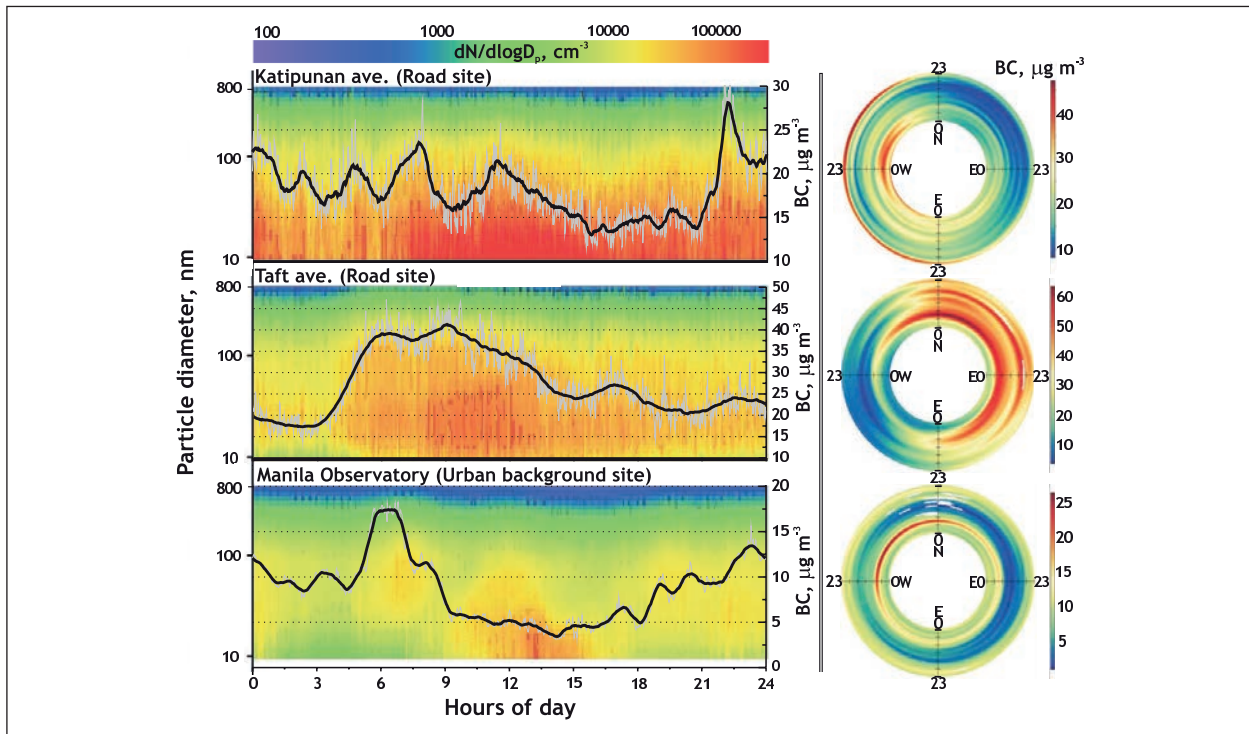 100 1000 10000 100000
dN/dlogDp, cm-3
Katipunan ave. (Road site)
800
100
10
30
25
20
15
10
BC, µg m-3
Taft ave. (Road site)
800
100
10
50
45
40
35
30
25
20
15
10
BC, µg m-3
Manila Observatory (Urban background site)
800
100
10
20
15
10
5
0
BC, µg m-3
Particle diameter, nm
0 3 6 9 12 15 18 21 24
Hours of day
BC, µg m-3
23
0
N
23 0W E0 23
E
0
23
40
30
20
10
23
0
N
23 0W E0 23
E
0
23
60
50
40
30
20
10
23
0
N
23 0W E0 23
E
0
23
25
20
15
10
5